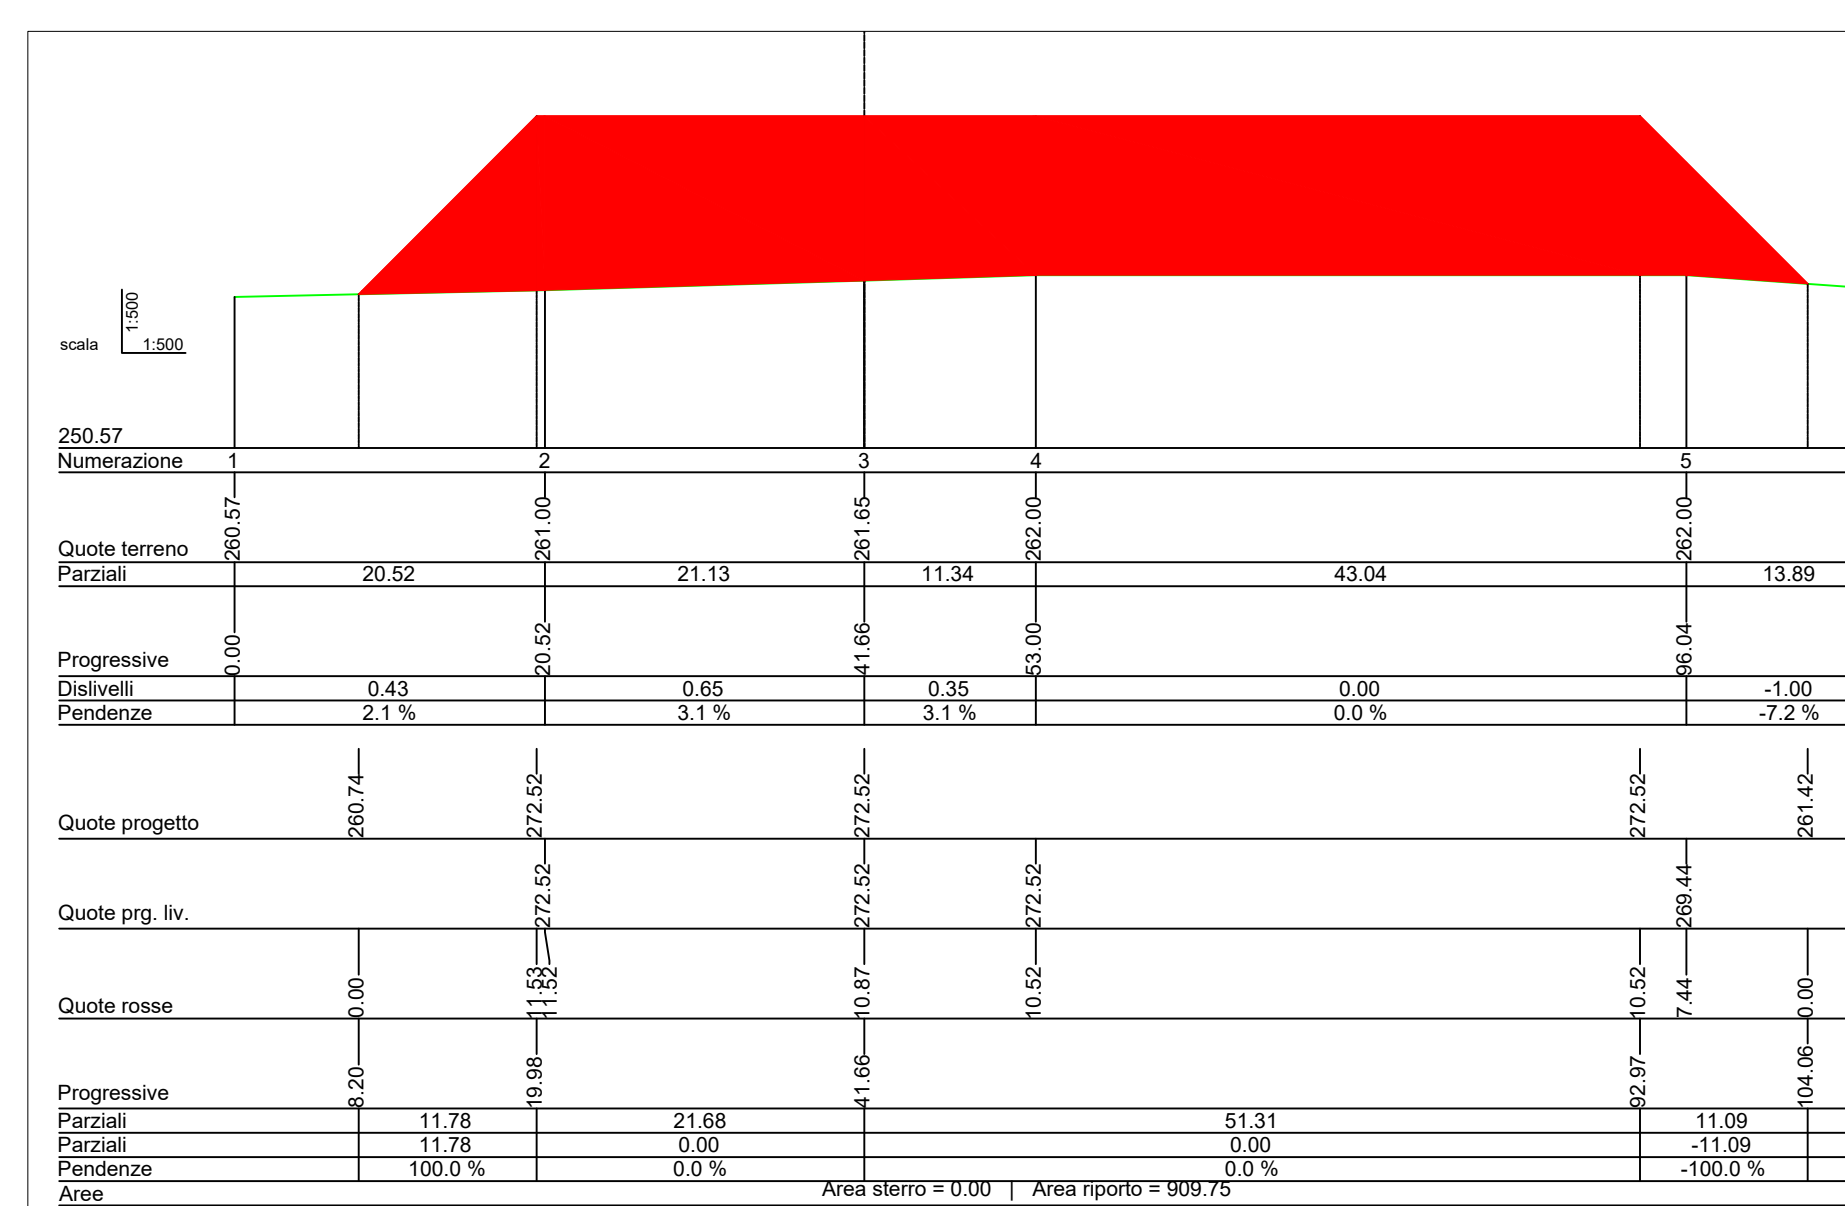 1:500
scala 1:500
250.57
Numerazione 1 2 3 4 5
Quote terreno 260.57 261.00 261.65 262.00 262.00
Parziali 20.52 21.13 11.34 43.04 13.89
Progressive 0.00 20.52 41.66 53.00 96.04
Dislivelli 0.43 0.65 0.35 0.00 -1.00
Pendenze 2.1 % 3.1 % 3.1 % 0.0 % -7.2 %
Quote progetto 260.74 272.52 272.52 272.52 261.42
Quote prg. liv. 272.52 272.52 272.52 269.44
Quote rosse 0.00 11.53 11.52 10.87 10.52 10.52 7.44 0.00
Progressive 8.20 19.98 41.66 92.97 104.06
Parziali 11.78 21.68 51.31 11.09
Parziali 11.78 0.00 0.00 -11.09
Pendenze 100.0 % 0.0 % 0.0 % -100.0 %
Aree Area sterro = 0.00 | Area riporto = 909.75